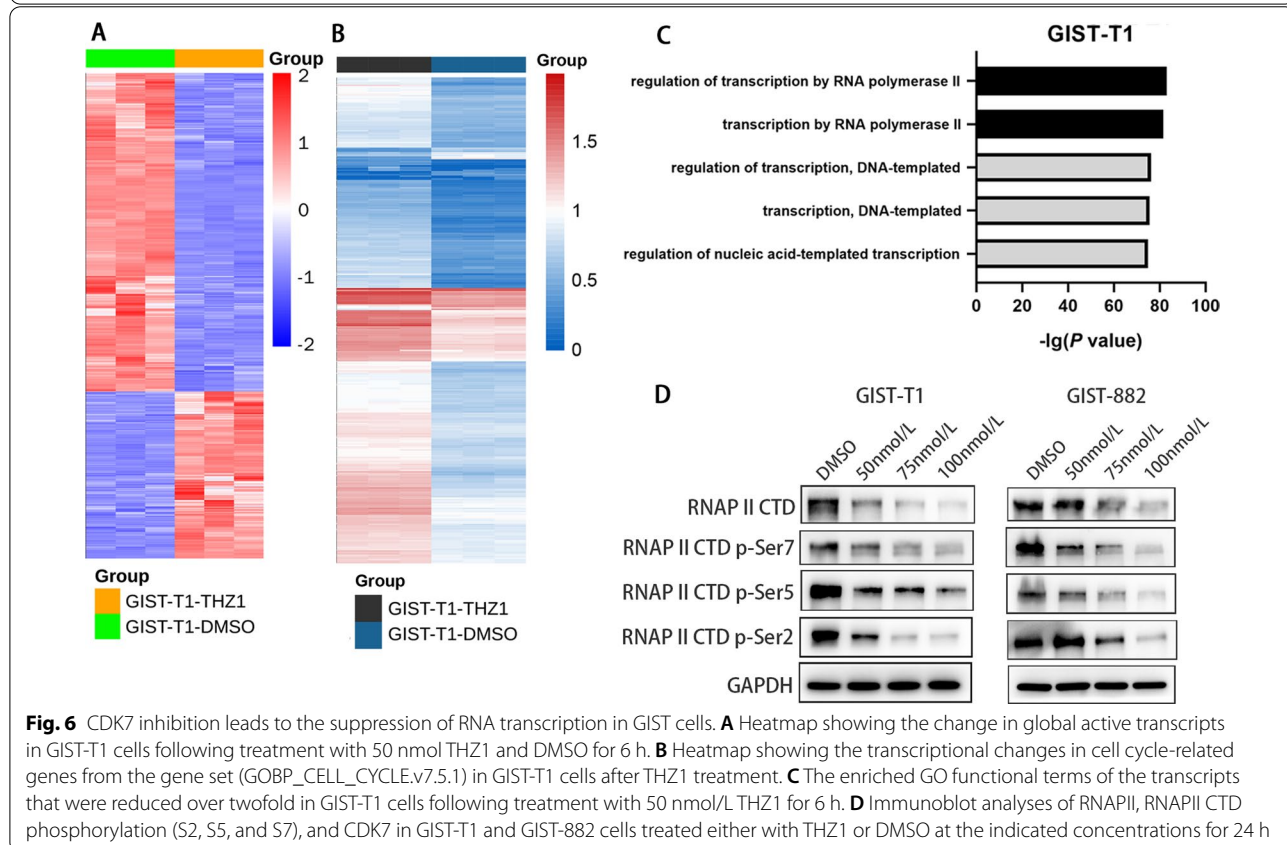 A
Group
2
1
0
-1
-2
Group
GIST-T1-THZ1
GIST-T1-DMSO
B
Group
1.5
1
0.5
0
Group
GIST-T1-THZ1
GIST-T1-DMSO
C
GIST-T1
regulation of transcription by RNA polymerase II
transcription by RNA polymerase II
regulation of transcription, DNA-templated
transcription, DNA-templated
regulation of nucleic acid-templated transcription
0 20 40 60 80 100
-lg(P value)
D
GIST-T1 GIST-882
DMSO 50nmol/L 75nmol/L 100nmol/L DMSO 50nmol/L 75nmol/L 100nmol/L
RNAP II CTD
RNAP II CTD p-Ser7
RNAP II CTD p-Ser5
RNAP II CTD p-Ser2
GAPDH
Fig. 6 CDK7 inhibition leads to the suppression of RNA transcription in GIST cells. A Heatmap showing the change in global active transcripts
in GIST-T1 cells following treatment with 50 nmol THZ1 and DMSO for 6 h. B Heatmap showing the transcriptional changes in cell cycle-related
genes from the gene set (GOBP_CELL_CYCLE.v7.5.1) in GIST-T1 cells after THZ1 treatment. C The enriched GO functional terms of the transcripts
that were reduced over twofold in GIST-T1 cells following treatment with 50 nmol/L THZ1 for 6 h. D Immunoblot analyses of RNAPII, RNAPII CTD
phosphorylation (S2, S5, and S7), and CDK7 in GIST-T1 and GIST-882 cells treated either with THZ1 or DMSO at the indicated concentrations for 24 h